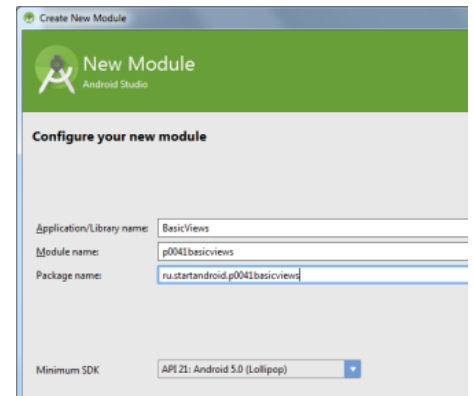 Create New Module
New Module
Android Studio
Configure your new module
Application/Library name: BasicViews
Module name: p0041basicviews
Package name: ru.startandroid.p0041basicviews
Minimum SDK API 21: Android 5.0 (Lollipop)